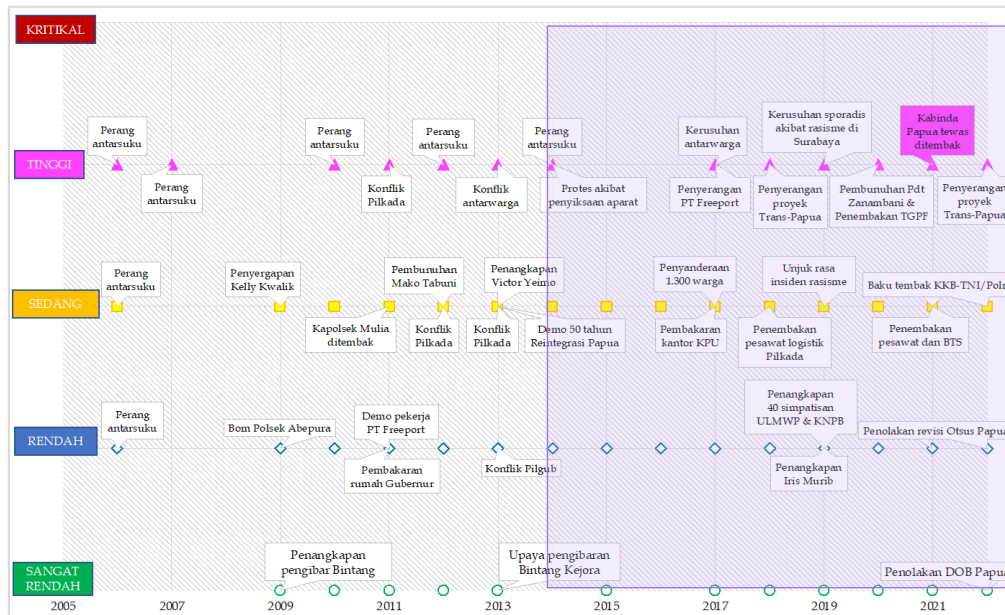 KRITIKAL
Perang
antarsuku
Perang
antarsuku
Perang
antarsuku
Perang
antarsuku
Kerusuhan
antarwarga
Kerusuhan sporadis
akibat rasisme di
Surabaya
Kabinda
Papua tewas
ditembak
TINGGI
Perang
antarsuku
Konflik
Pilkada
Konflik
antarwarga
Protes akibat
penyiksaan aparat
Penyerangan
PT Freeport
Penyerangan
proyek
Trans-Papua
Pembunuhan Pdt
Zanambani &
Penembakan TGPF
Penyerangan
proyek
Trans-Papua
Perang
antarsuku
Penyergapan
Kelly Kwalik
Pembunuhan
Mako Tabuni
Penangkapan
Victor Yeimo
Penyanderaan
1.300 warga
Unjuk rasa
insiden rasisme
Baku tembak KKB-TNI/Polri
SEDANG
Kapolsek Mulia
ditembak
Konflik
Pilkada
Konflik
Pilkada
Demo 50 tahun
Reintegrasi Papua
Pembakaran
kantor KPU
Penembakan
pesawat logistik
Pilkada
Penembakan
pesawat dan BTS
Perang
antarsuku
Bom Polsek Abepura
Demo pekerja
PT Freeport
Penangkapan
40 simpatisan
ULMWP & KNPB
Penolakan revisi Otsus Papua
RENDAH
Pembakaran
rumah Gubernur
Konflik Pilgub
Penangkapan
Iris Murib
Penangkapan
pengibar Bintang
Upaya pengibaran
Bintang Kejora
Penolakan DOB Papua
SANGAT
RENDAH
2005
2007
2009
2011
2013
2015
2017
2019
2021